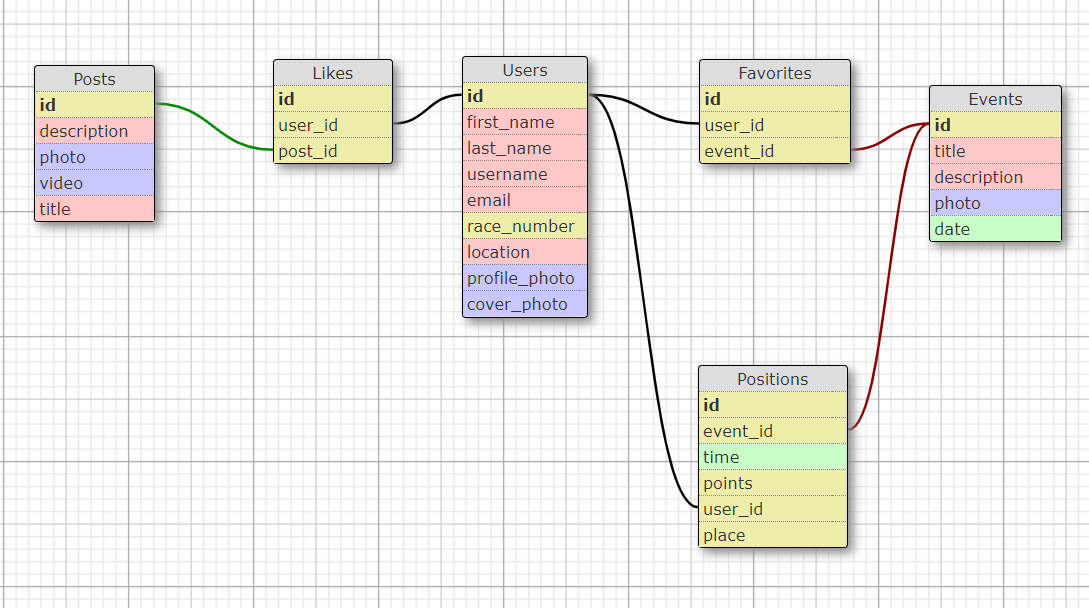 Posts
id
description
photo
video
title
Likes
id
user_id
post_id
Users
id
first_name
last_name
username
email
race_number
location
profile_photo
cover_photo
Favorites
id
user_id
event_id
Events
id
title
description
photo
date
Positions
id
event_id
time
points
user_id
place